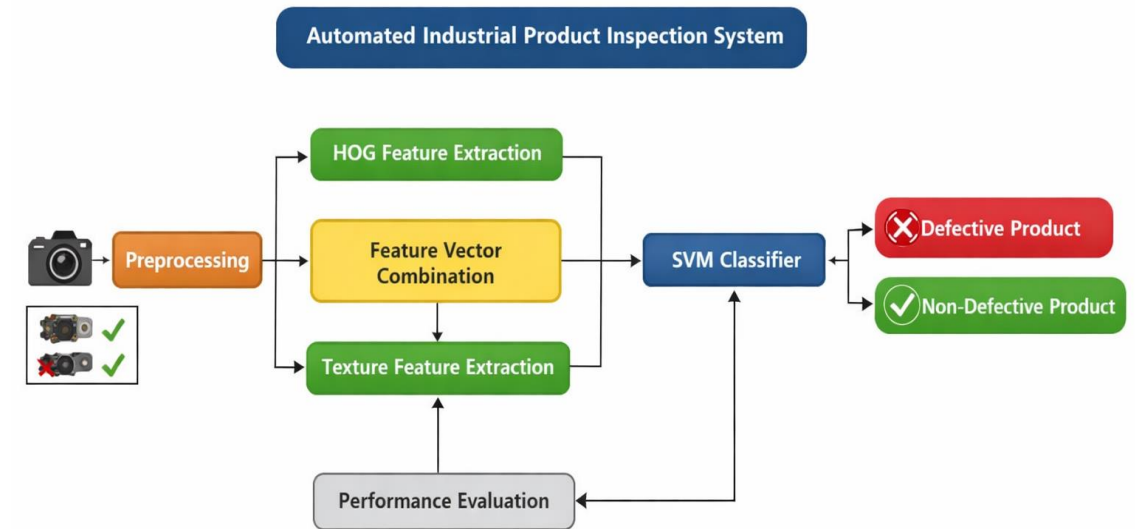 Automated Industrial Product Inspection System
HOG Feature Extraction
Preprocessing
Feature Vector
Combination
SVM Classifier
Defective Product
Non-Defective Product
Texture Feature Extraction
Performance Evaluation